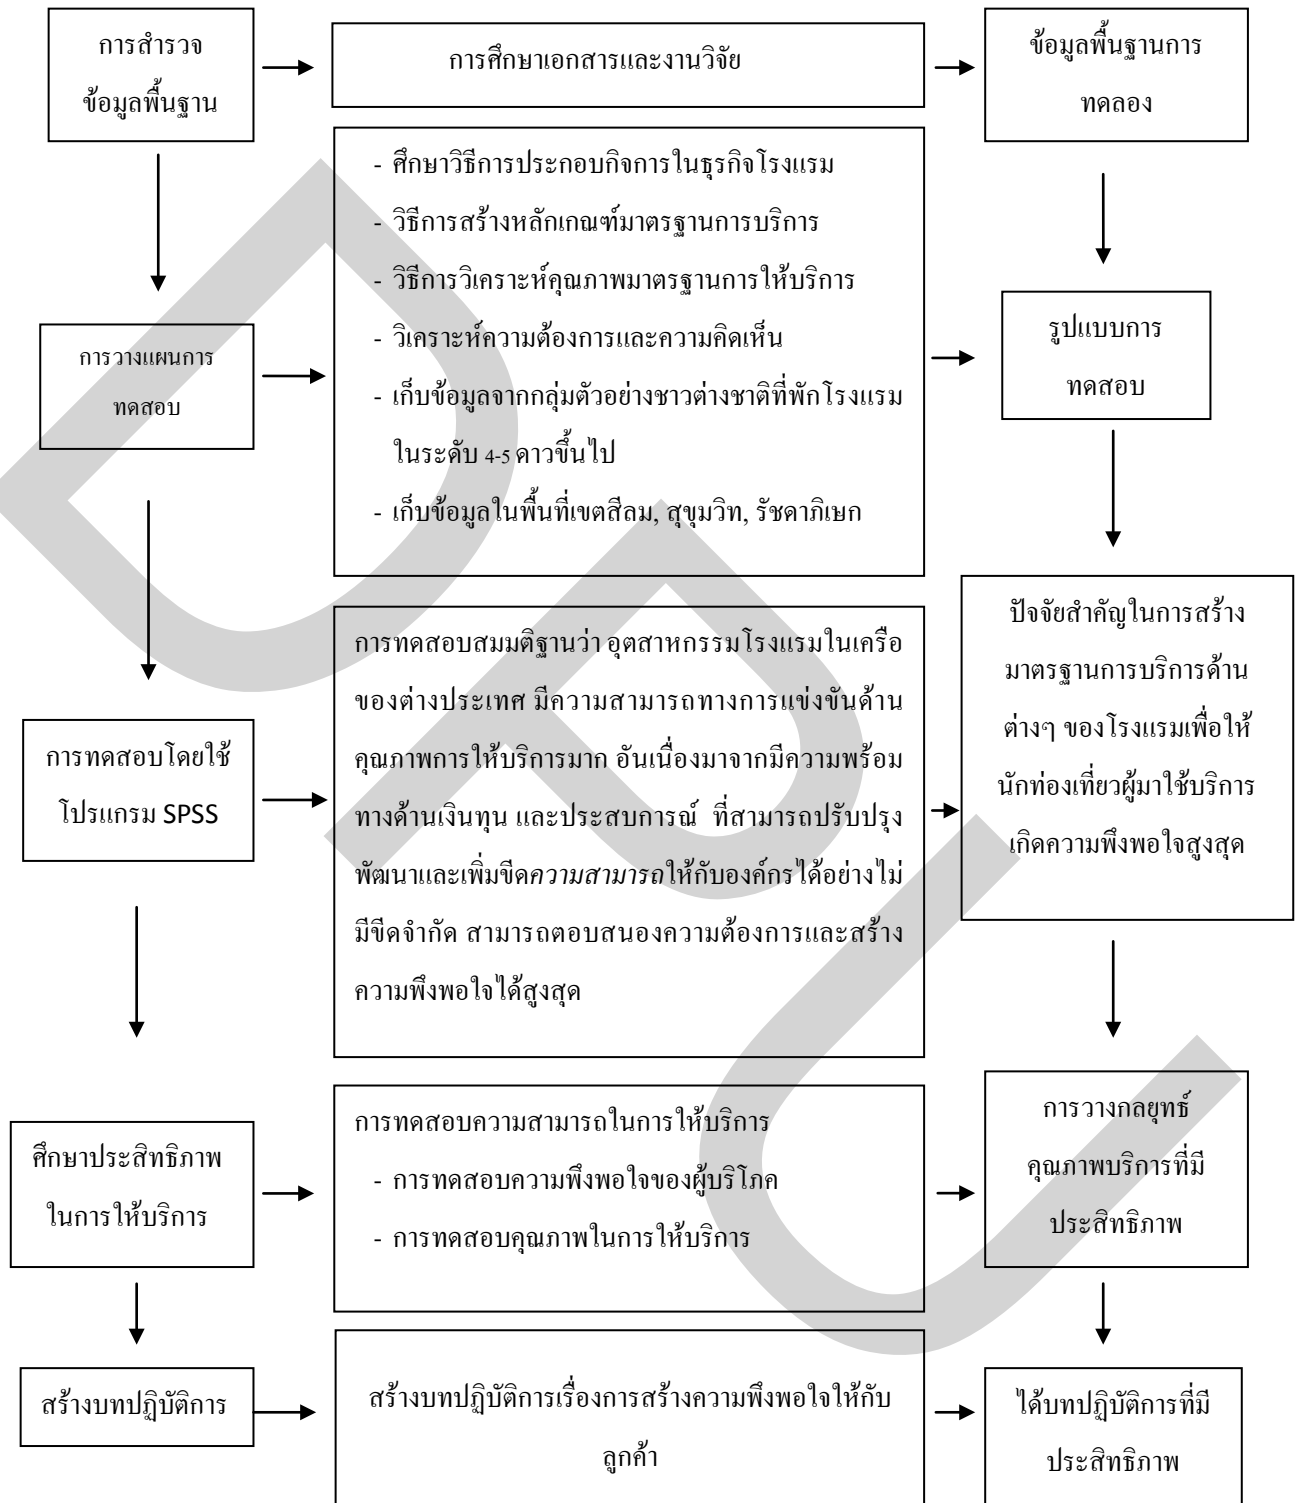 การสำรวจ
ข้อมูลพื้นฐาน
การศึกษาเอกสารและงานวิจัย
ข้อมูลพื้นฐานการ
ทดลอง
การวางแผนการ
ทดสอบ
- ศึกษาวิธีการประกอบกิจการในธุรกิจโรงแรม
- วิธีการสร้างหลักเกณฑ์มาตรฐานการบริการ
- วิธีการวิเคราะห์คุณภาพมาตรฐานการให้บริการ
- วิเคราะห์ความต้องการและความคิดเห็น
- เก็บข้อมูลจากกลุ่มตัวอย่างชาวต่างชาติที่พักโรงแรม
ในระดับ 4-5 ดาวขึ้นไป
- เก็บข้อมูลในพื้นที่เขตสีลม, สุขุมวิท, รัชดาภิเษก
รูปแบบการ
ทดสอบ
การทดสอบโดยใช้
โปรแกรม SPSS
การทดสอบสมมติฐานว่า อุตสาหกรรมโรงแรมในเครือ
ของต่างประเทศ มีความสามารถทางการแข่งขันด้าน
คุณภาพการให้บริการมาก อันเนื่องมาจากมีความพร้อม
ทางด้านเงินทุน และประสบการณ์ ที่สามารถปรับปรุง
พัฒนาและเพิ่มขีดความสามารถให้กับองค์กรได้อย่างไม่
มีขีดจำกัด สามารถตอบสนองความต้องการและสร้าง
ความพึงพอใจได้สูงสุด
ปัจจัยสำคัญในการสร้าง
มาตรฐานการบริการด้าน
ต่างๆ ของโรงแรมเพื่อให้
นักท่องเที่ยวผู้มาใช้บริการ
เกิดความพึงพอใจสูงสุด
ศึกษาประสิทธิภาพ
ในการให้บริการ
การทดสอบความสามารถในการให้บริการ
- การทดสอบความพึงพอใจของผู้บริโภค
- การทดสอบคุณภาพในการให้บริการ
การวางกลยุทธ์
คุณภาพบริการที่มี
ประสิทธิภาพ
สร้างบทปฏิบัติการ
สร้างบทปฏิบัติการเรื่องการสร้างความพึงพอใจให้กับ
ลูกค้า
ได้บทปฏิบัติการที่มี
ประสิทธิภาพ
DPU